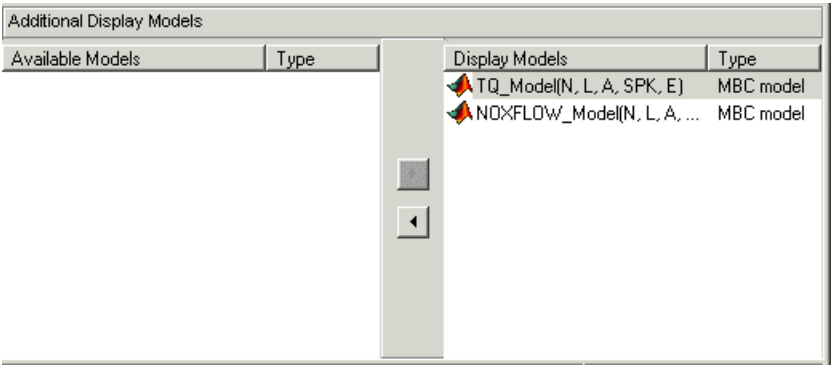 Additional Display Models
Available Models Type
Display Models Type
TQ_Model(N, L, A, SPK, E) MBC model
NOXFLOW_Model(N, L, A, ... MBC model